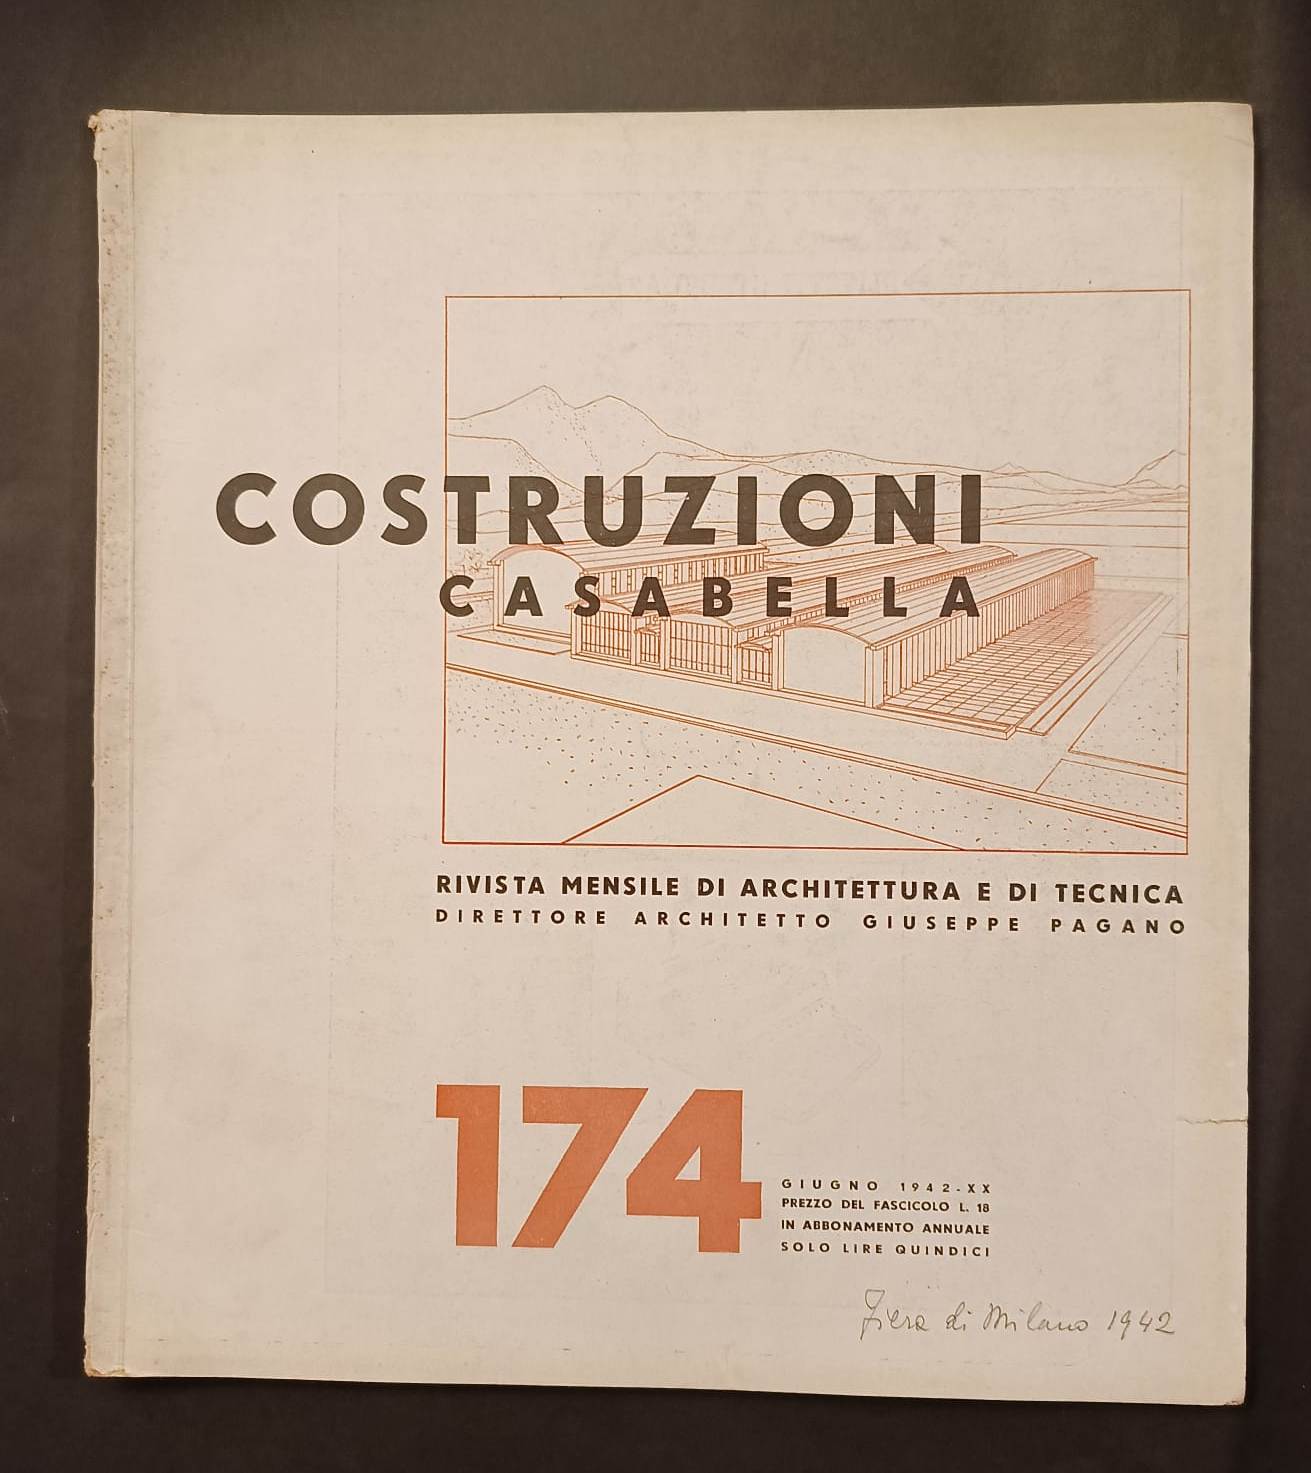 COSTRUZIONI
CASABELLA
RIVISTA MENSILE DI ARCHITETTURA E DI TECNICA
DIRETTORE ARCHITETTO GIUSEPPE PAGANO
174
GIUGNO 1942-XX
PREZZO DEL FASCICOLO L. 18
IN ABBONAMENTO ANNUALE
SOLO LIRE QUINDICI
Fiera di Milano 1942